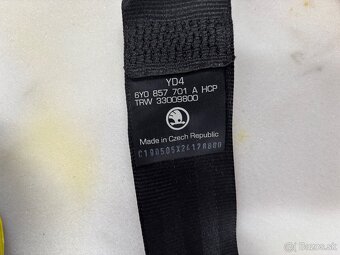 YD4
6Y0 857 701 A HCP
TRW 33009800
Made in Czech Republic
Bazos.sk